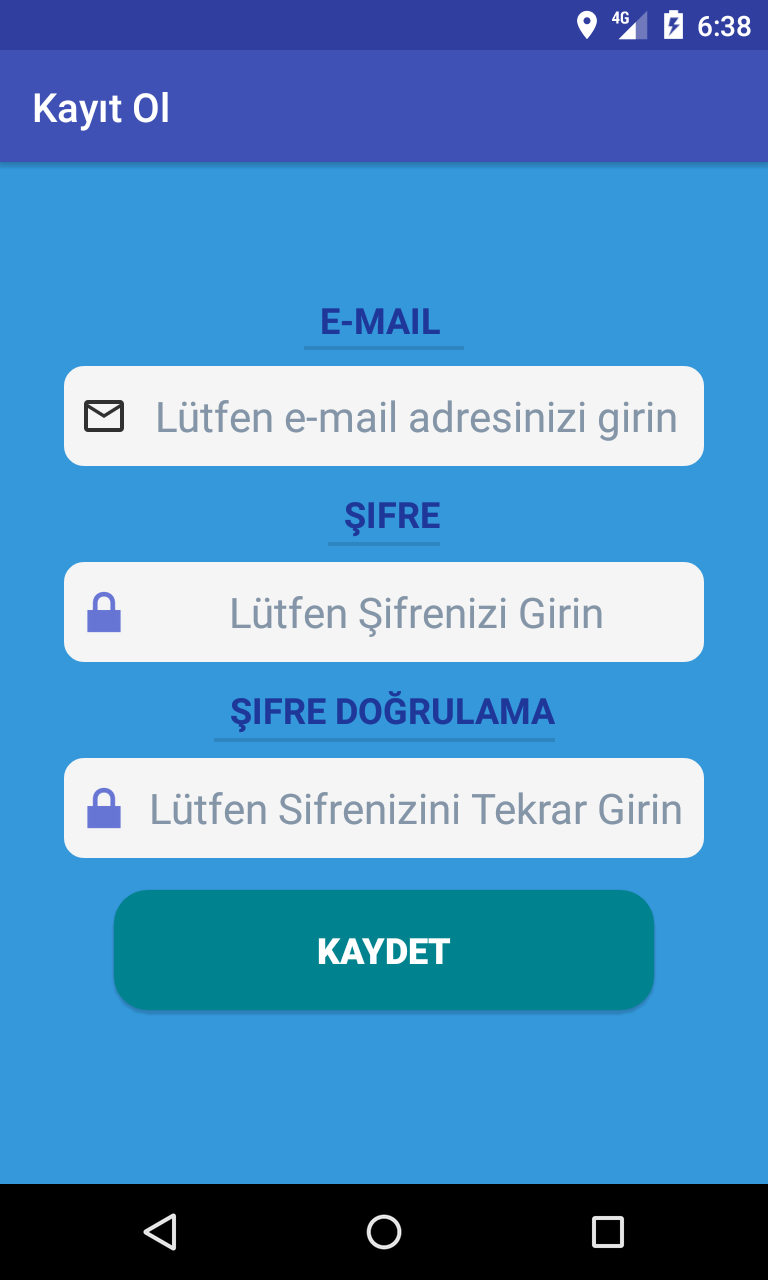 4G 6:38
Kayıt Ol
E-MAIL
Lütfen e-mail adresinizi girin
ŞIFRE
Lütfen Şifrenizi Girin
ŞIFRE DOĞRULAMA
Lütfen Sifrenizini Tekrar Girin
KAYDET